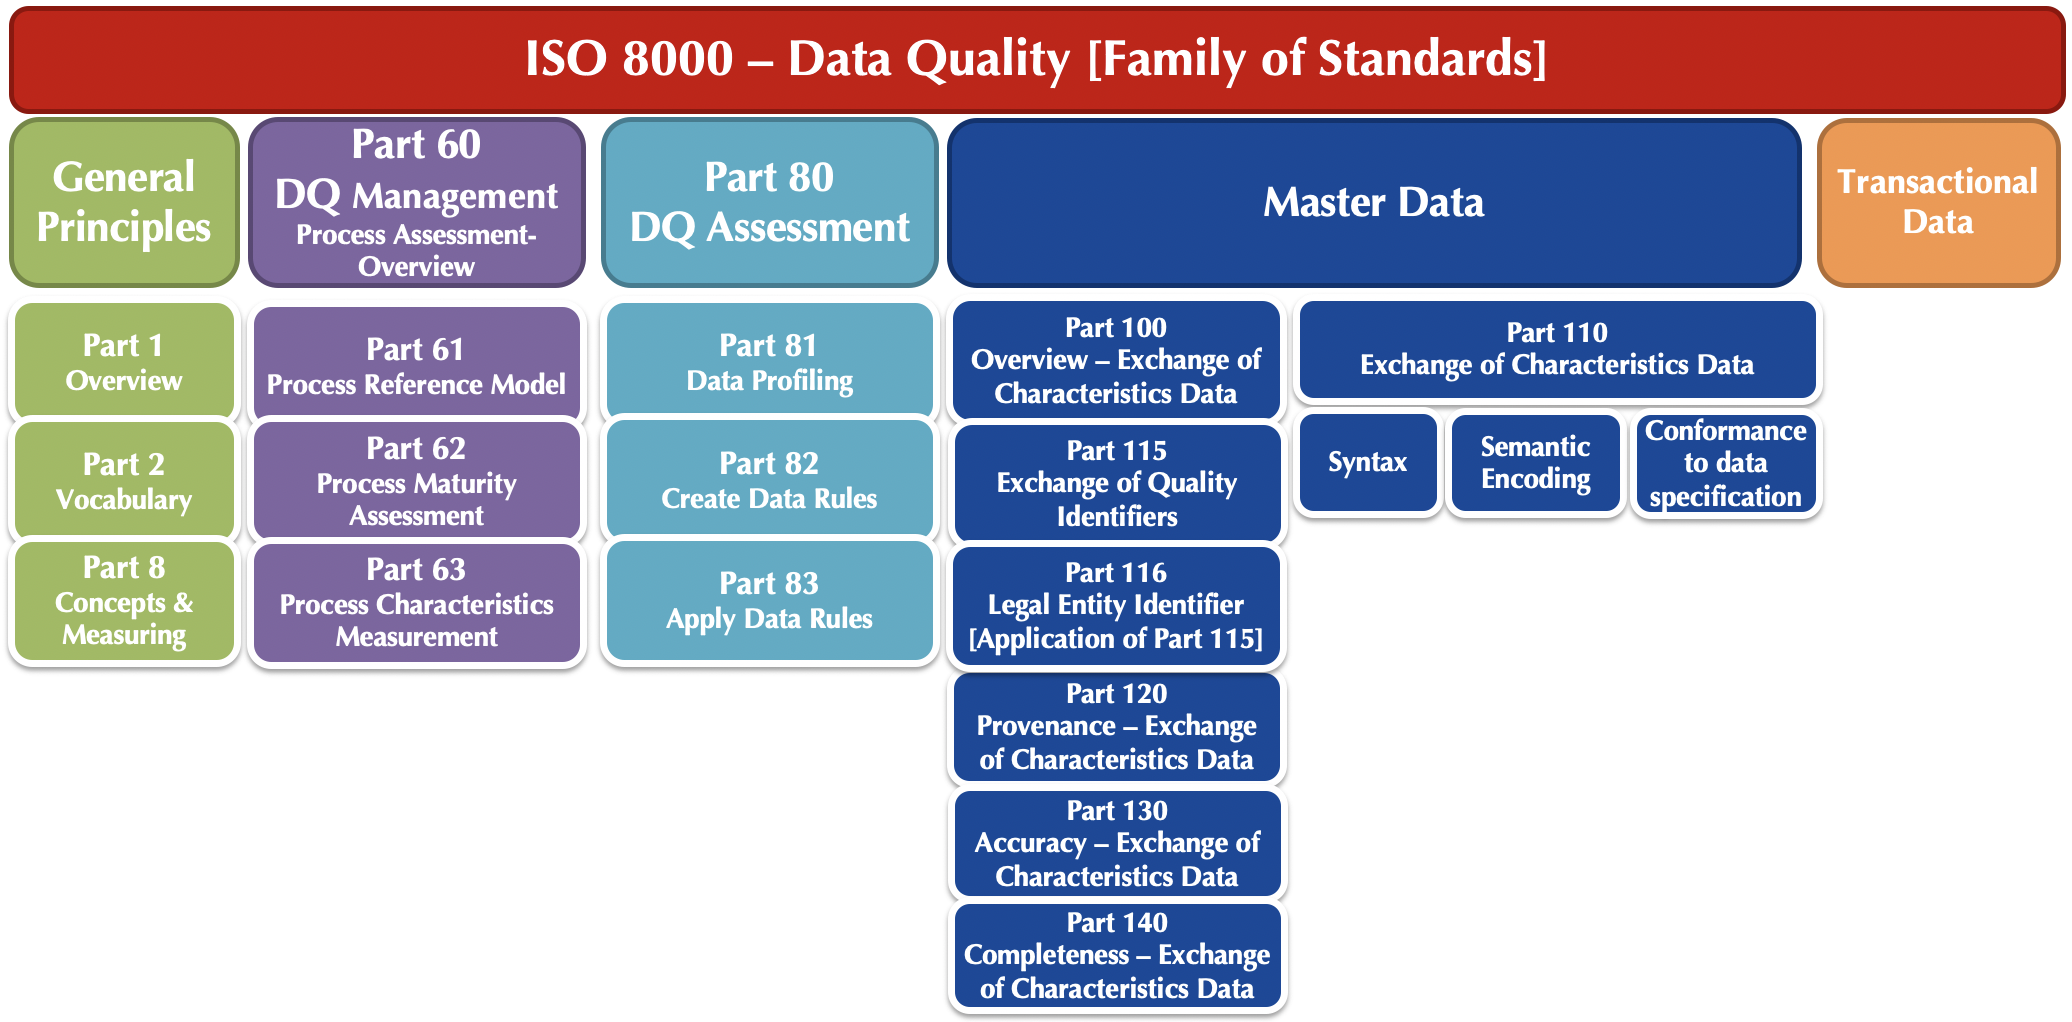 ISO 8000 – Data Quality [Family of Standards]
General
Principles
Part 60
DQ Management
Process Assessment-
Overview
Part 80
DQ Assessment
Master Data
Transactional
Data
Part 1
Overview
Part 2
Vocabulary
Part 8
Concepts &
Measuring
Part 61
Process Reference Model
Part 62
Process Maturity
Assessment
Part 63
Process Characteristics
Measurement
Part 81
Data Profiling
Part 82
Create Data Rules
Part 83
Apply Data Rules
Part 100
Overview – Exchange of
Characteristics Data
Part 115
Exchange of Quality
Identifiers
Part 116
Legal Entity Identifier
[Application of Part 115]
Part 120
Provenance – Exchange
of Characteristics Data
Part 130
Accuracy – Exchange of
Characteristics Data
Part 140
Completeness – Exchange
of Characteristics Data
Part 110
Exchange of Characteristics Data
Syntax
Semantic
Encoding
Conformance
to data
specification